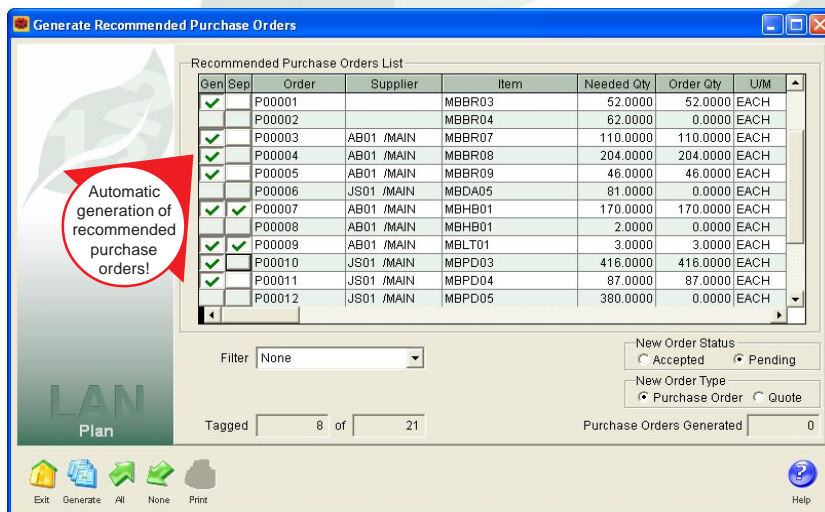 Generate Recommended Purchase Orders
Recommended Purchase Orders List
Gen Sep Order Supplier Item Needed Qty Order Qty U/M
P00001 MBBR03 52.0000 52.0000 EACH
P00002 MBBR04 62.0000 0.0000 EACH
P00003 AB01 /MAIN MBBR07 110.0000 110.0000 EACH
P00004 AB01 /MAIN MBBR08 204.0000 204.0000 EACH
P00005 AB01 /MAIN MBBR09 46.0000 46.0000 EACH
P00006 JS01 /MAIN MBDA05 81.0000 0.0000 EACH
P00007 AB01 /MAIN MBHB01 170.0000 170.0000 EACH
P00008 AB01 /MAIN MBHB01 2.0000 0.0000 EACH
P00009 AB01 /MAIN MBLT01 3.0000 3.0000 EACH
P00010 JS01 /MAIN MBPD03 416.0000 416.0000 EACH
P00011 JS01 /MAIN MBPD04 87.0000 87.0000 EACH
P00012 JS01 /MAIN MBPD05 380.0000 0.0000 EACH
Automatic
generation of
recommended
purchase
orders!
Filter None
New Order Status
Accepted Pending
New Order Type
Purchase Order Quote
LAN
Plan
Tagged 8 of 21
Purchase Orders Generated 0
Exit Generate All None Print Help